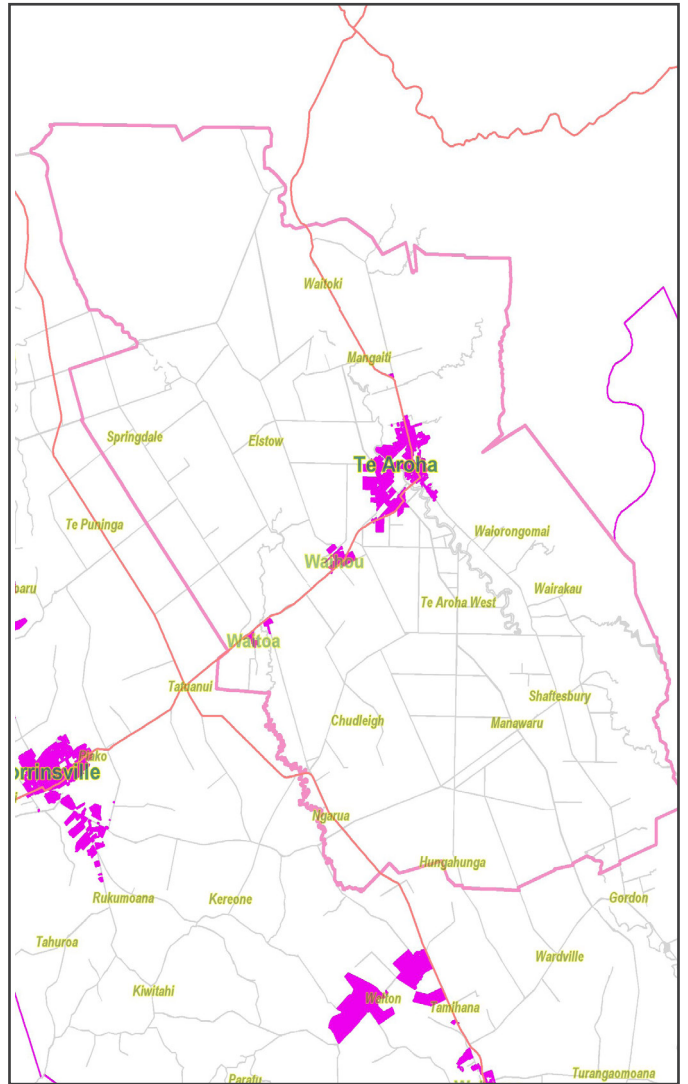 Waitoki
Mangaiti
Springdale
Elstow
Te Aroha
Te Puninga
Waiorongomai
Waihou
Wairakau
Te Aroha West
Waitoa
Tatuanui
Shaftesbury
Chudleigh
Manawaru
orrinsville
Ngarua
Hungahunga
Rukumoana
Kereone
Gordon
Tahuroa
Wardville
Kiwitahi
Walton
Tamihana
Turangaomoana